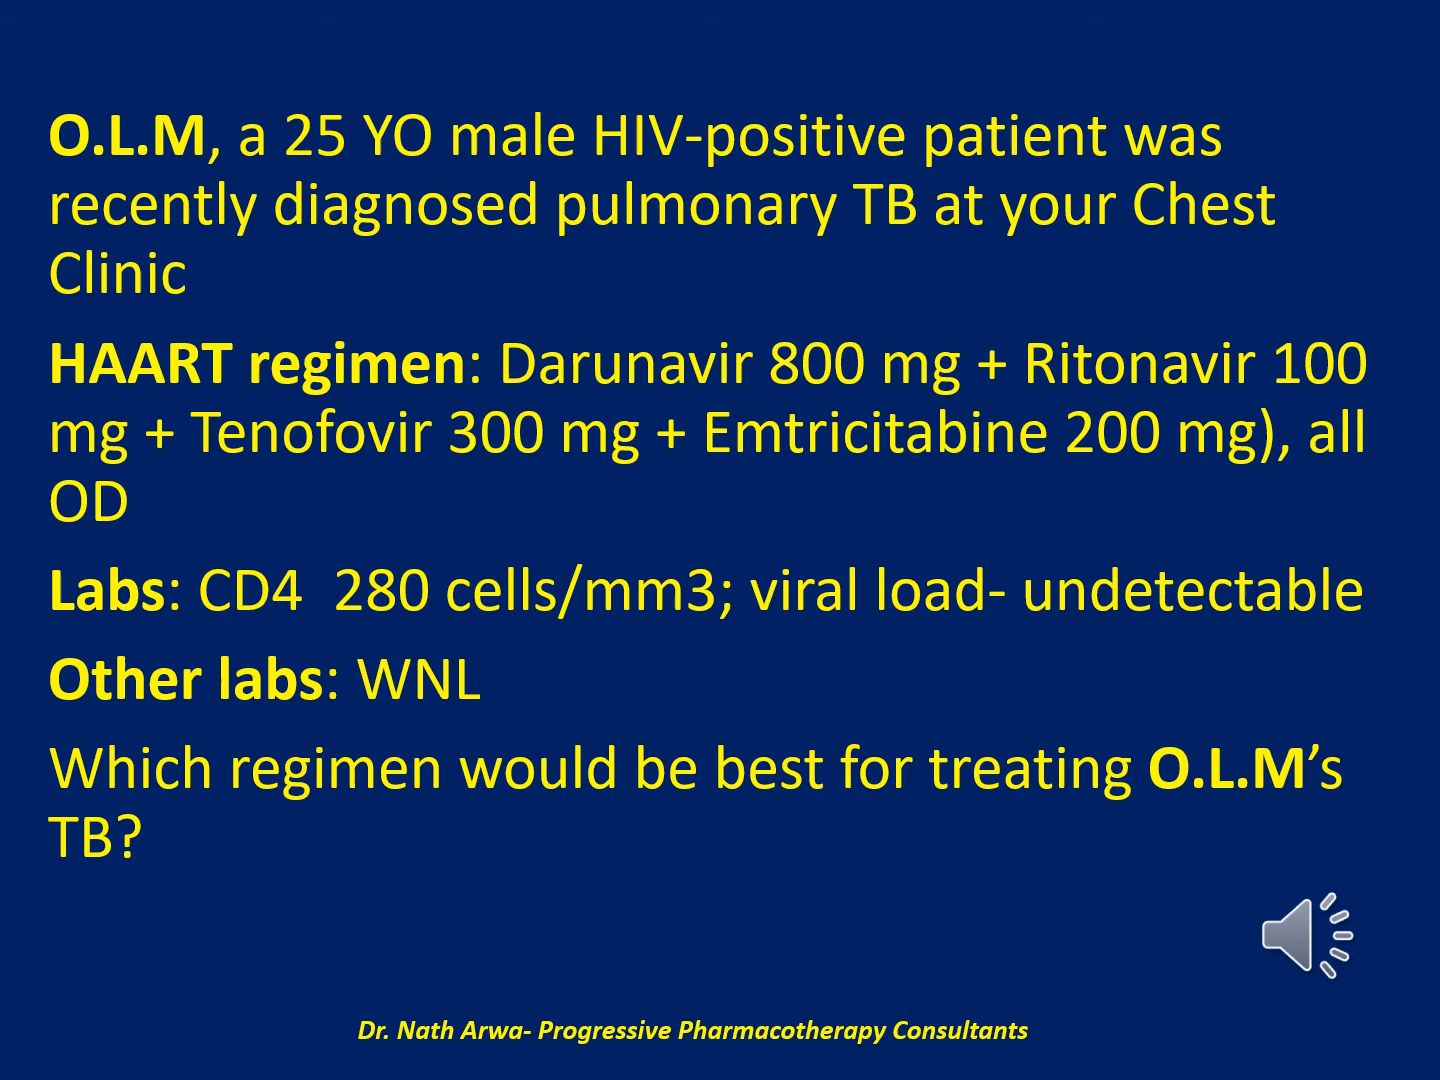 O.L.M, a 25 YO male HIV-positive patient was
recently diagnosed pulmonary TB at your Chest
Clinic
HAART regimen: Darunavir 800 mg + Ritonavir 100
mg + Tenofovir 300 mg + Emtricitabine 200 mg), all
OD
Labs: CD4  280 cells/mm3; viral load- undetectable
Other labs: WNL
Which regimen would be best for treating O.L.M’s
TB?
Dr. Nath Arwa- Progressive Pharmacotherapy Consultants